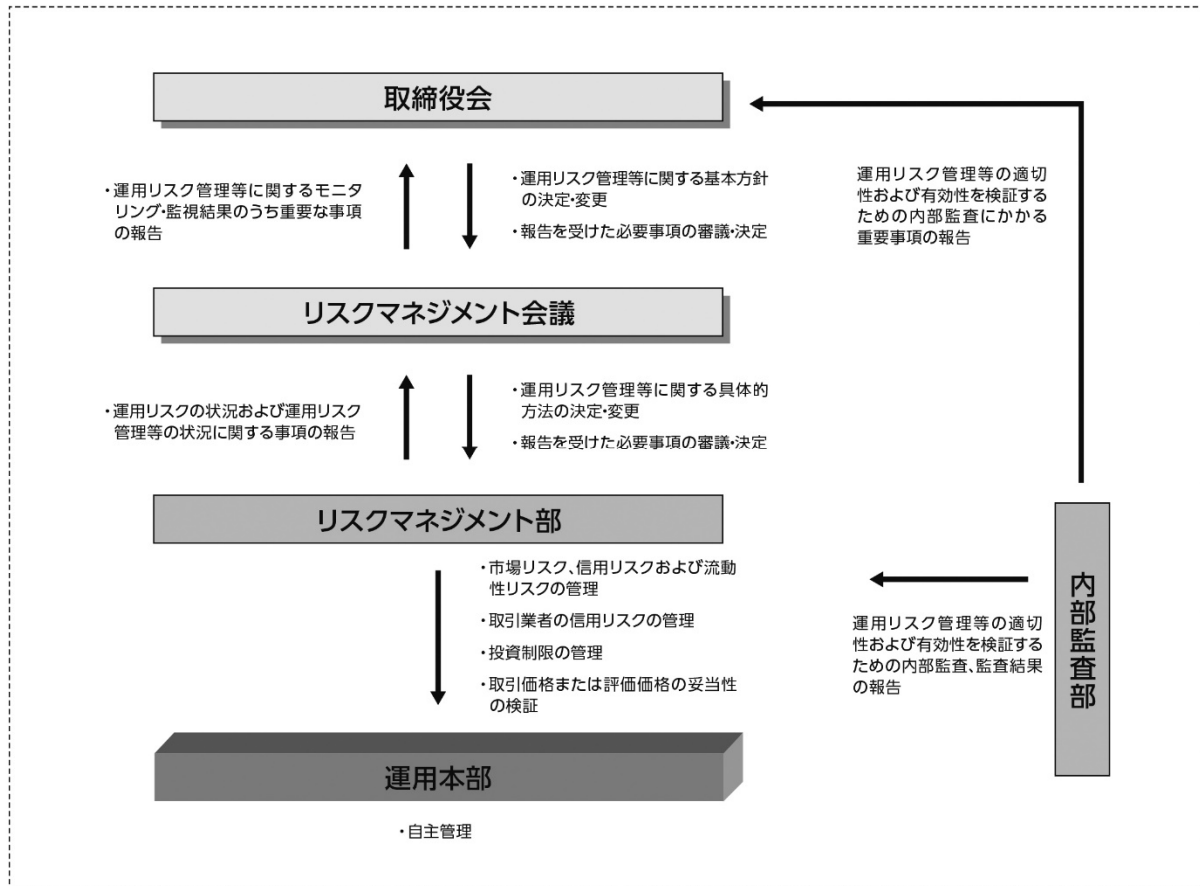 取締役会
・運用リスク管理等に関するモニタ
リング・監視結果のうち重要な事項
の報告
・運用リスク管理等に関する基本方針
の決定・変更
・報告を受けた必要事項の審議・決定
運用リスク管理等の適切
性および有効性を検証する
ための内部監査にかかる
重要事項の報告
リスクマネジメント会議
・運用リスクの状況および運用リスク
管理等の状況に関する事項の報告
・運用リスク管理等に関する具体的
方法の決定・変更
・報告を受けた必要事項の審議・決定
リスクマネジメント部
・市場リスク、信用リスクおよび流動
性リスクの管理
・取引業者の信用リスクの管理
・投資制限の管理
・取引価格または評価価格の妥当性
の検証
運用リスク管理等の適切
性および有効性を検証する
ための内部監査、監査結果
の報告
内部監査部
運用本部
・自主管理